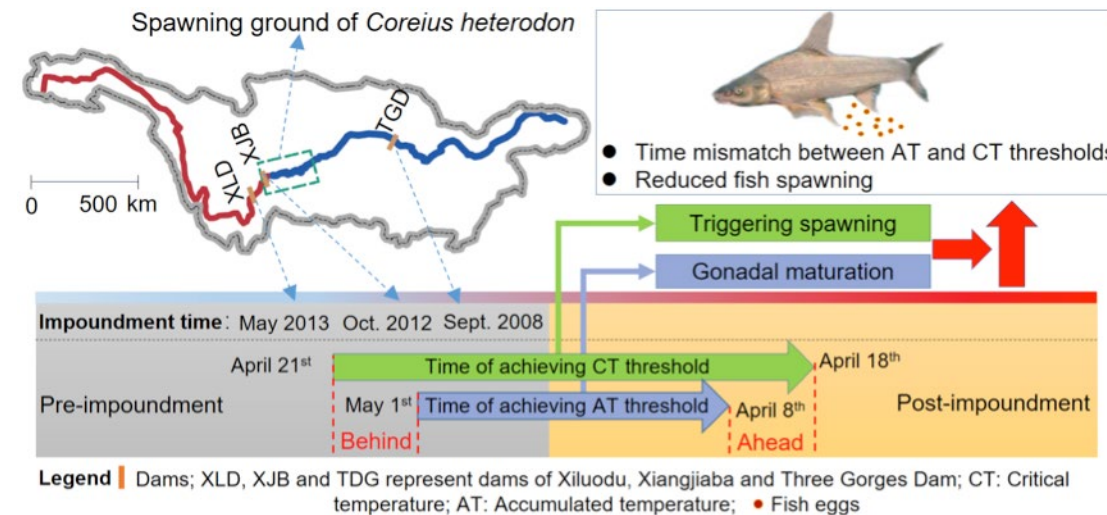 Spawning ground of Coreius heterodon
XLD
XJB
TGD
0 500 km
● Time mismatch between AT and CT thresholds
● Reduced fish spawning
Triggering spawning
Gonadal maturation
Impoundment time: May 2013 Oct. 2012 Sept. 2008
April 21st
Time of achieving CT threshold
April 18th
Pre-impoundment
May 1st
Time of achieving AT threshold
April 8th
Post-impoundment
Behind
Ahead
Legend Dams; XLD, XJB and TDG represent dams of Xiluodu, Xiangjiaba and Three Gorges Dam; CT: Critical
temperature; AT: Accumulated temperature; ● Fish eggs